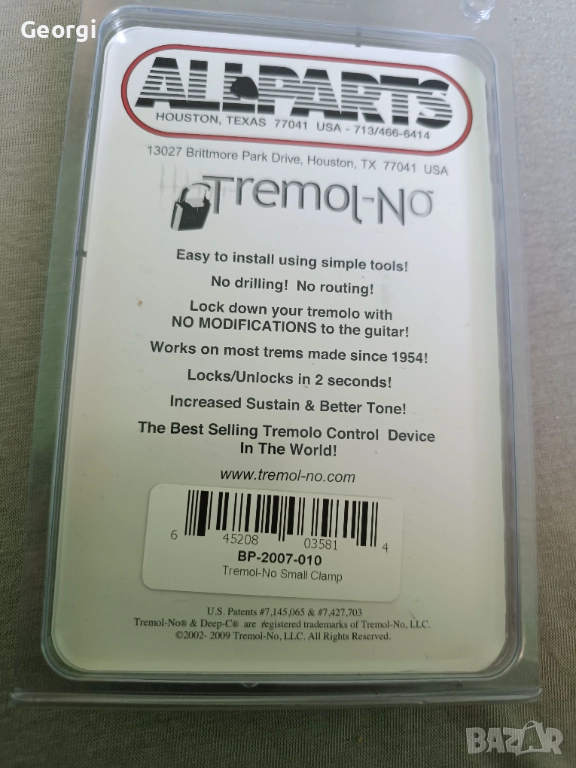 Georgi
ALLPARTS
HOUSTON, TEXAS 77041 USA - 713/466-6414
13027 Brittmore Park Drive, Houston, TX 77041 USA
Tremol-No
Easy to install using simple tools!
No drilling! No routing!
Lock down your tremolo with
NO MODIFICATIONS to the guitar!
Works on most trems made since 1954!
Locks/Unlocks in 2 seconds!
Increased Sustain & Better Tone!
The Best Selling Tremolo Control Device
In The World!
www.tremol-no.com
6 45208 03581 4
BP-2007-010
Tremol-No Small Clamp
U.S. Patents #7,145,065 & #7,427,703
Tremol-No® & Deep-C® are registered trademarks of Tremol-No, LLC.
©2002- 2009 Tremol-No, LLC. All Rights Reserved.
BAZAR